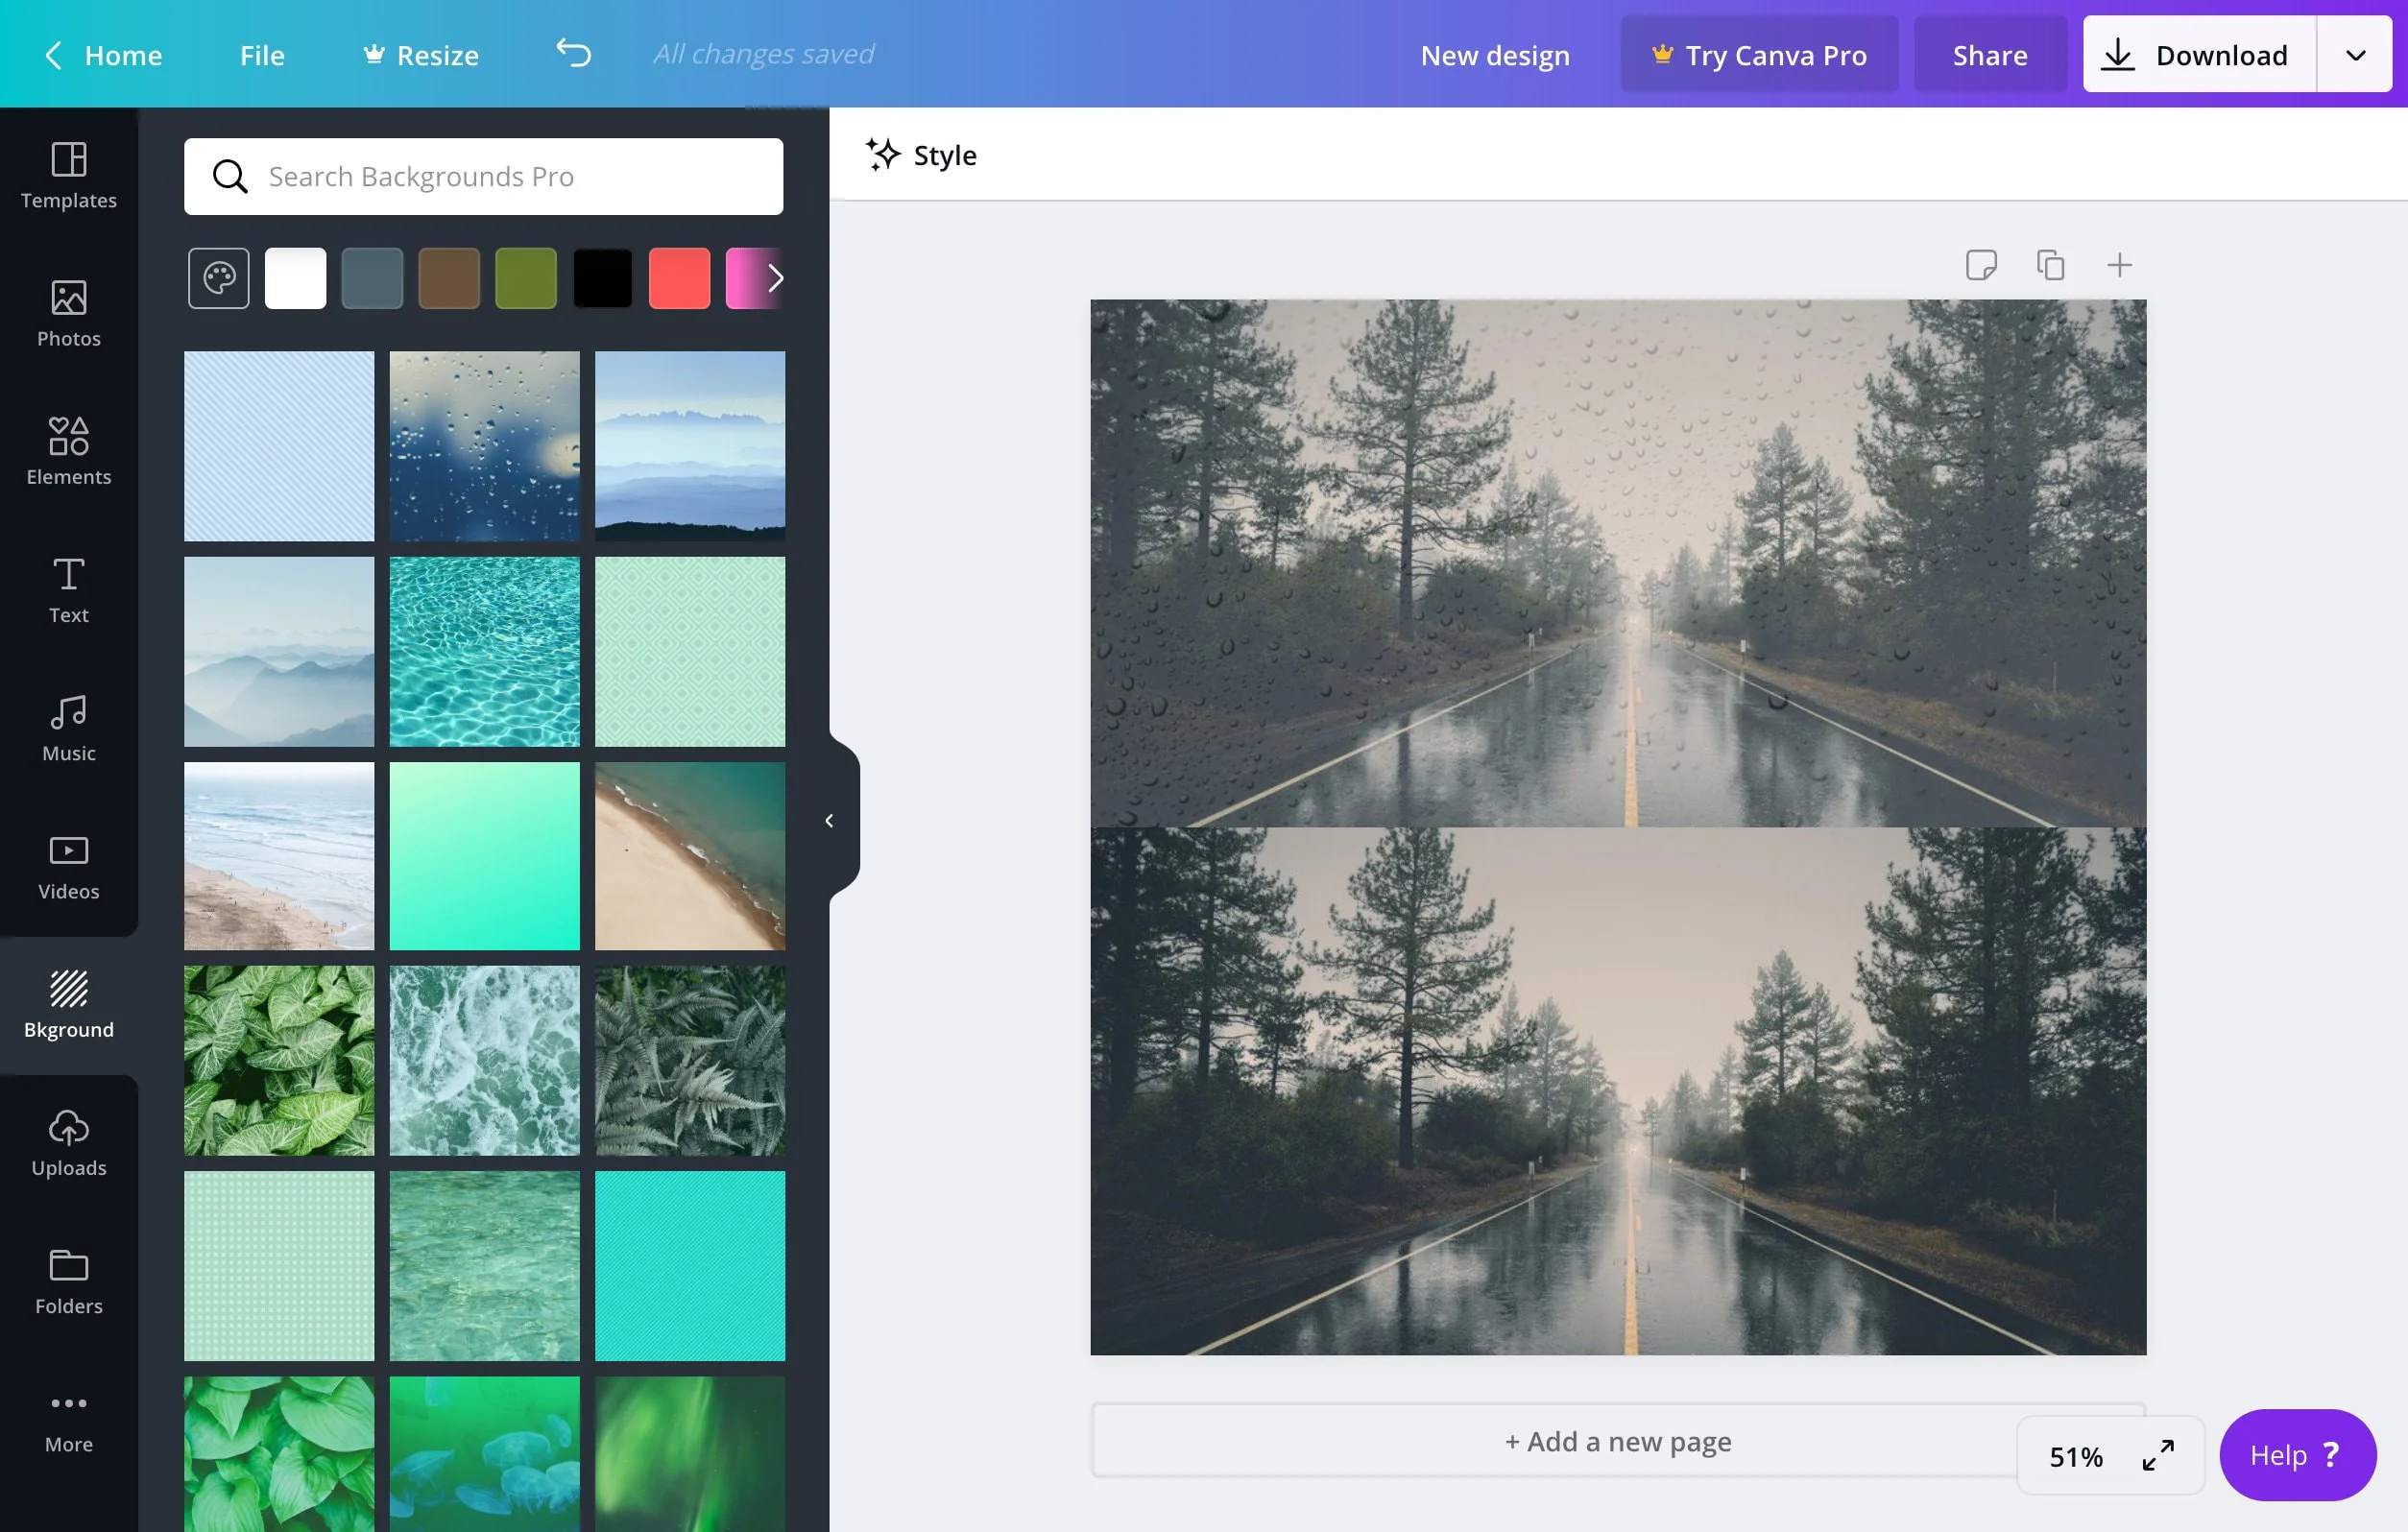 Home
File
Resize
All changes saved
New design
Try Canva Pro
Share
Download
Templates
Photos
Elements
Text
Music
Videos
Bkground
Uploads
Folders
More
Search Backgrounds Pro
Style
+ Add a new page
51%
Help ?